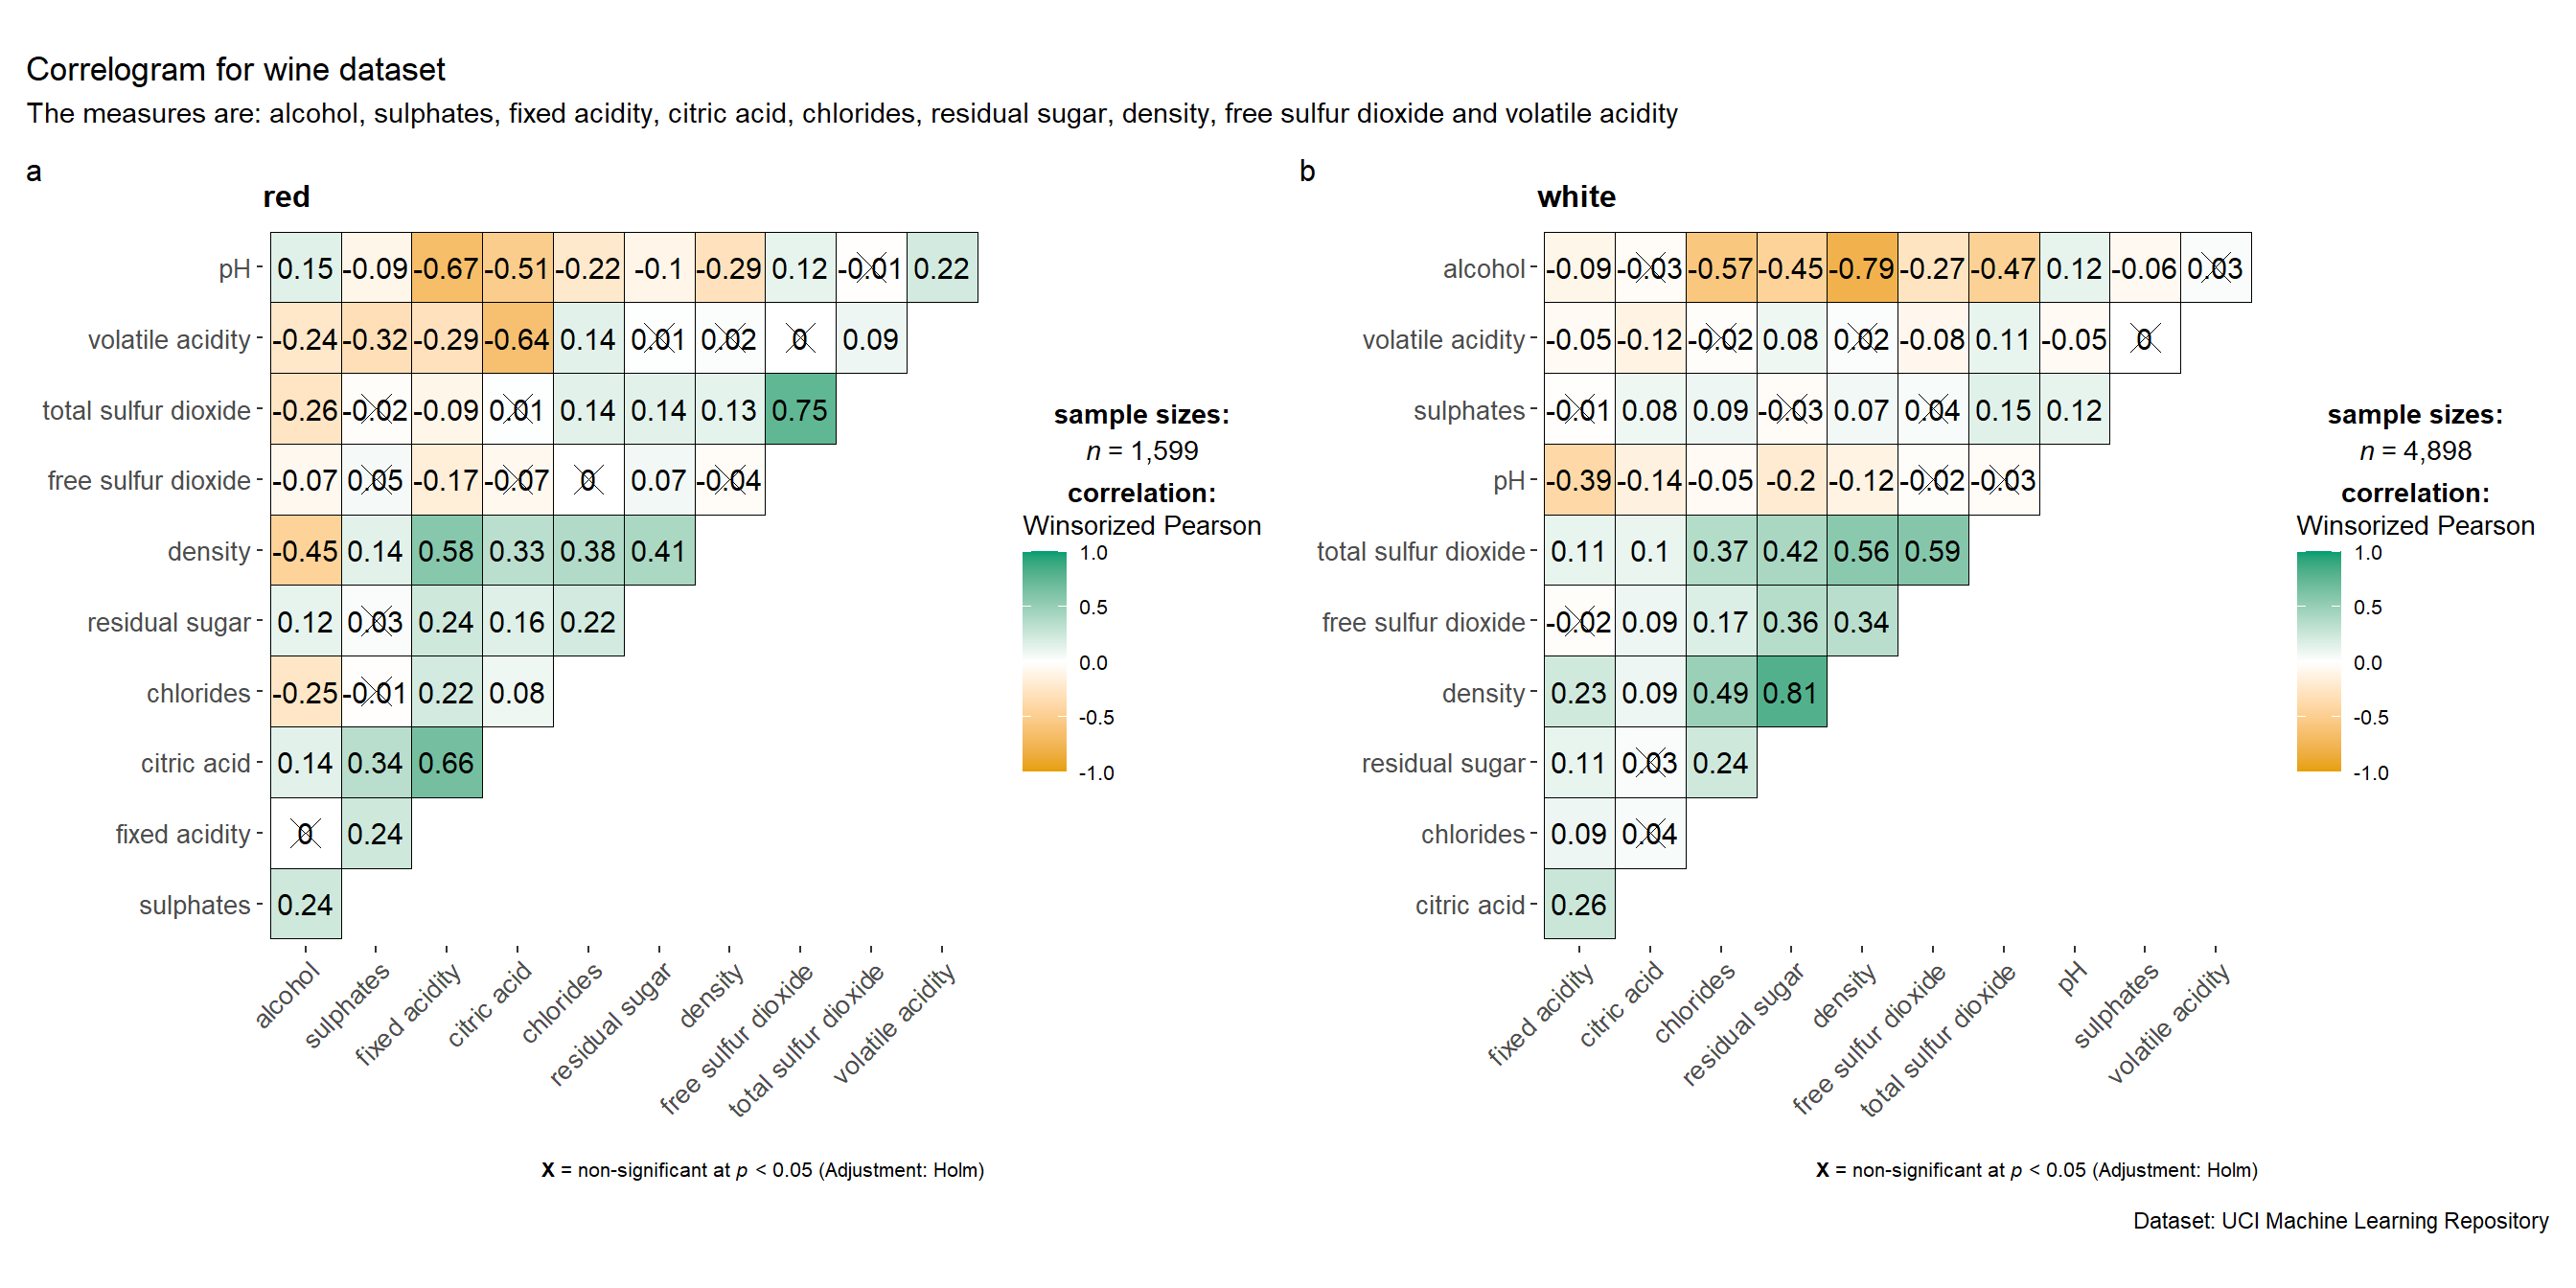 Correlogram for wine dataset
The measures are: alcohol, sulphates, fixed acidity, citric acid, chlorides, residual sugar, density, free sulfur dioxide and volatile acidity
a
red
pH 0.15 -0.09 -0.67 -0.51 -0.22 -0.1 -0.29 0.12 -0.01 0.22
volatile acidity -0.24 -0.32 -0.29 -0.64 0.14 0.01 0.02 0 0.09
total sulfur dioxide -0.26 -0.02 -0.09 0.01 0.14 0.14 0.13 0.75
free sulfur dioxide -0.07 0.05 -0.17 -0.07 0 0.07 -0.04
density -0.45 0.14 0.58 0.33 0.38 0.41
residual sugar 0.12 0.03 0.24 0.16 0.22
chlorides -0.25 -0.01 0.22 0.08
citric acid 0.14 0.34 0.66
fixed acidity 0 0.24
sulphates 0.24
alcohol sulphates fixed acidity citric acid chlorides residual sugar density free sulfur dioxide total sulfur dioxide volatile acidity
sample sizes:
n = 1,599
correlation:
Winsorized Pearson
1.0
0.5
0.0
-0.5
-1.0
X = non-significant at p < 0.05 (Adjustment: Holm)
b
white
alcohol -0.09 -0.03 -0.57 -0.45 -0.79 -0.27 -0.47 0.12 -0.06 0.03
volatile acidity -0.05 -0.12 -0.02 0.08 0.02 -0.08 0.11 -0.05 0
sulphates -0.01 0.08 0.09 -0.03 0.07 0.04 0.15 0.12
pH -0.39 -0.14 -0.05 -0.2 -0.12 -0.02 -0.03
total sulfur dioxide 0.11 0.1 0.37 0.42 0.56 0.59
free sulfur dioxide -0.02 0.09 0.17 0.36 0.34
density 0.23 0.09 0.49 0.81
residual sugar 0.11 0.03 0.24
chlorides 0.09 0.04
citric acid 0.26
fixed acidity citric acid chlorides residual sugar density free sulfur dioxide total sulfur dioxide pH sulphates volatile acidity
sample sizes:
n = 4,898
correlation:
Winsorized Pearson
1.0
0.5
0.0
-0.5
-1.0
X = non-significant at p < 0.05 (Adjustment: Holm)
Dataset: UCI Machine Learning Repository